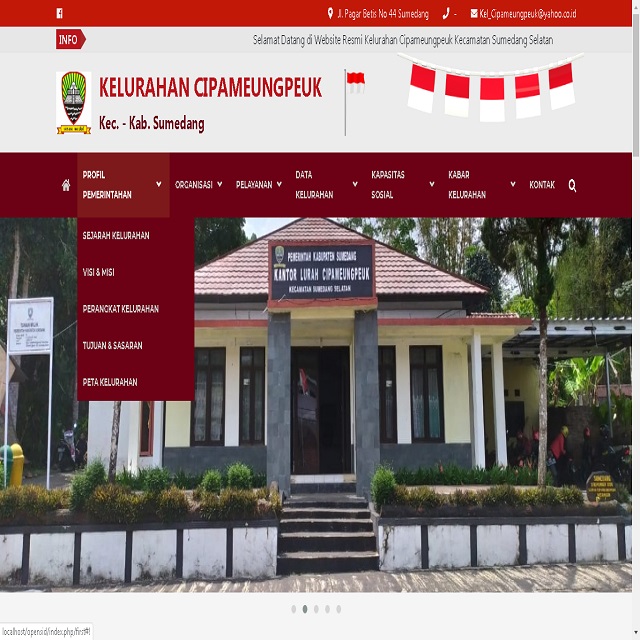 Jl. Pagar Betis No 44 Sumedang
-
Kel_Cipameungpeuk@yahoo.co.id
INFO
Selamat Datang di Website Resmi Kelurahan Cipameungpeuk Kecamatan Sumedang Selatan
KELURAHAN CIPAMEUNGPEUK
Kec. - Kab. Sumedang
PROFIL PEMERINTAHAN
ORGANISASI
PELAYANAN
DATA KELURAHAN
KAPASITAS SOSIAL
KABAR KELURAHAN
KONTAK
SEJARAH KELURAHAN
VISI & MISI
PERANGKAT KELURAHAN
TUJUAN & SASARAN
PETA KELURAHAN
PEMERINTAH KABUPATEN SUMEDANG
KANTOR LURAH CIPAMEUNGPEUK
KECAMATAN SUMEDANG SELATAN
localhost/opensid/index.php/first#!